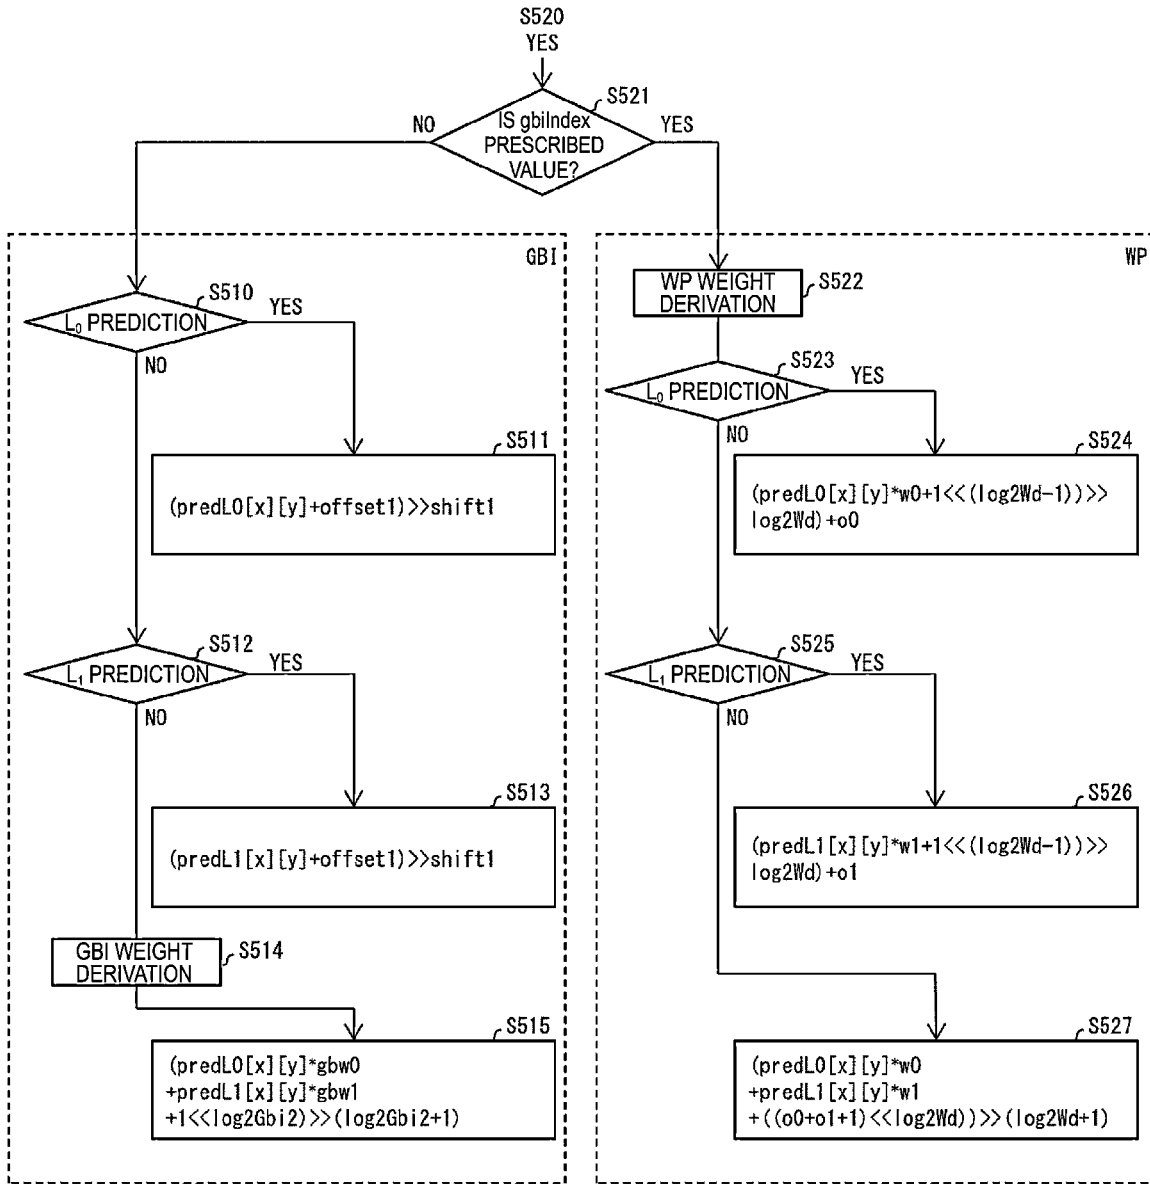 S520
YES
S521
IS gbiIndex
PRESCRIBED
VALUE?
NO
YES
GBI
S510
L₀ PREDICTION
YES
NO
S511
(predL0[x][y]+offset1)>>shift1
S512
L₁ PREDICTION
YES
NO
S513
(predL1[x][y]+offset1)>>shift1
GBI WEIGHT
DERIVATION
S514
S515
(predL0[x][y]*gbw0
+predL1[x][y]*gbw1
+1<<log2Gbi2)>>(log2Gbi2+1)
WP
WP WEIGHT
DERIVATION
S522
S523
L₀ PREDICTION
YES
NO
S524
(predL0[x][y]*w0+1<<(log2Wd-1))>>
log2Wd)+o0
S525
L₁ PREDICTION
YES
NO
S526
(predL1[x][y]*w1+1<<(log2Wd-1))>>
log2Wd)+o1
S527
(predL0[x][y]*w0
+predL1[x][y]*w1
+((o0+o1+1)<<log2Wd))>>(log2Wd+1)